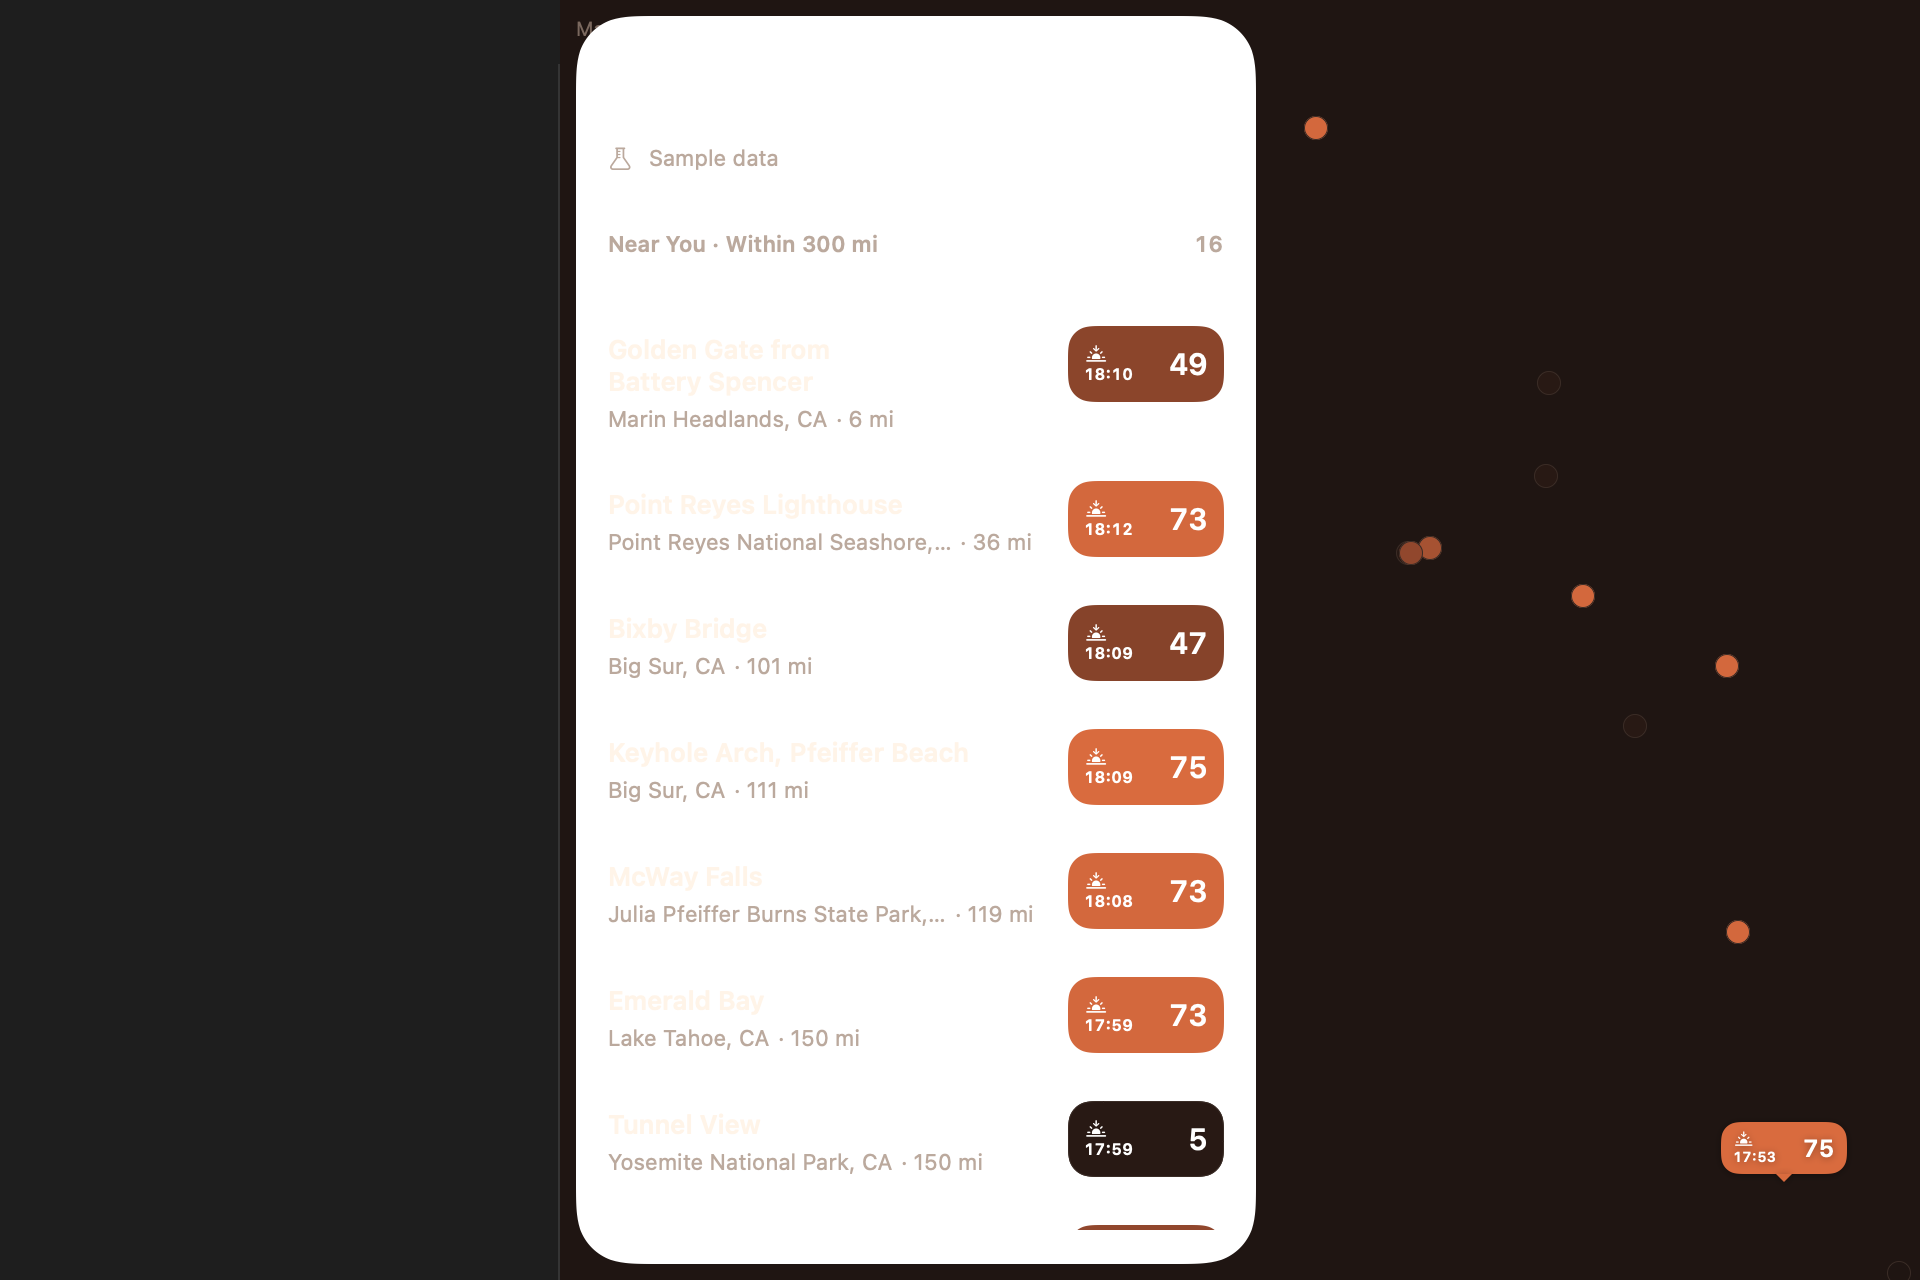 Sample data
Near You · Within 300 mi 16
Golden Gate from
Battery Spencer
Marin Headlands, CA · 6 mi
18:10 49
Point Reyes Lighthouse
Point Reyes National Seashore,... · 36 mi
18:12 73
Bixby Bridge
Big Sur, CA · 101 mi
18:09 47
Keyhole Arch, Pfeiffer Beach
Big Sur, CA · 111 mi
18:09 75
McWay Falls
Julia Pfeiffer Burns State Park,... · 119 mi
18:08 73
Emerald Bay
Lake Tahoe, CA · 150 mi
17:59 73
Tunnel View
Yosemite National Park, CA · 150 mi
17:59 5
17:53 75